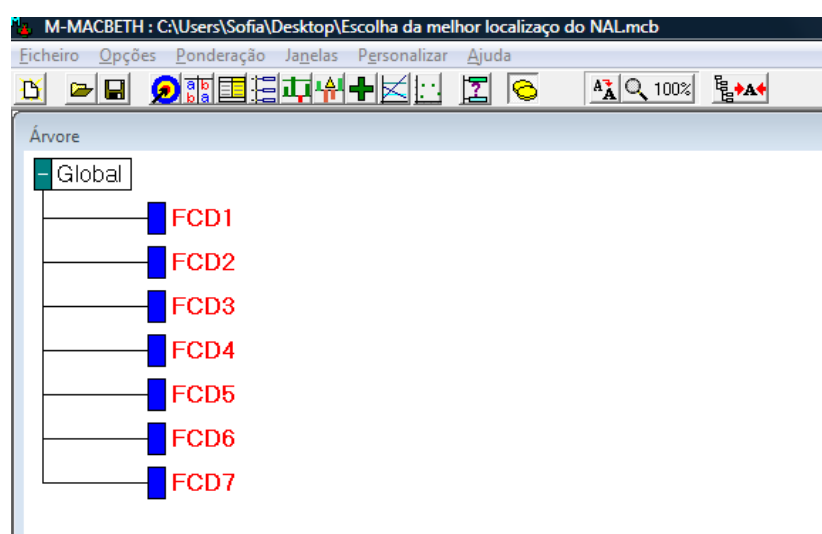 M-MACBETH : C:\Users\Sofia\Desktop\Escolha da melhor localizaço do NAL.mcb
Ficheiro Opções Ponderação Janelas Personalizar Ajuda
100%
Árvore
Global
FCD1
FCD2
FCD3
FCD4
FCD5
FCD6
FCD7